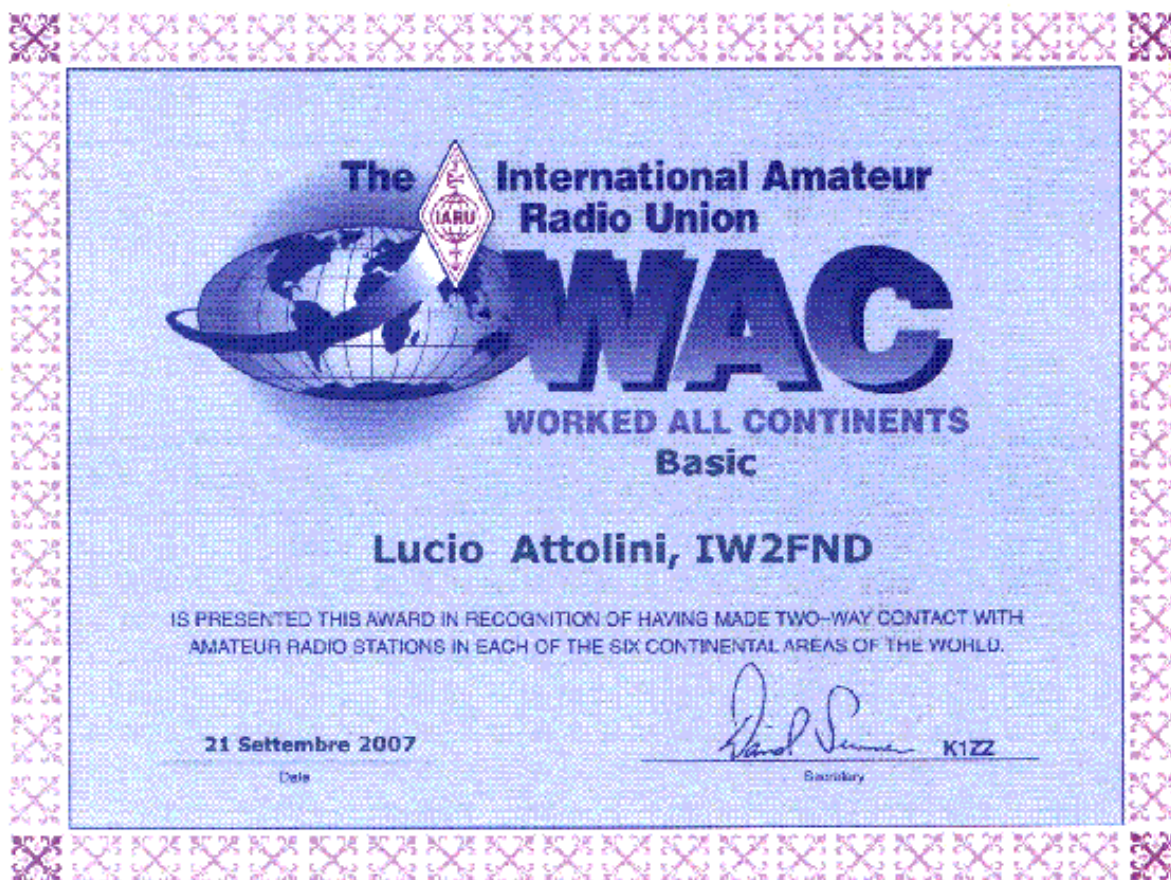 The International Amateur
Radio Union
IARU
WAC
WORKED ALL CONTINENTS
Basic
Lucio Attolini, IW2FND
IS PRESENTED THIS AWARD IN RECOGNITION OF HAVING MADE TWO-WAY CONTACT WITH
AMATEUR RADIO STATIONS IN EACH OF THE SIX CONTINENTAL AREAS OF THE WORLD.
21 Settembre 2007
David Sumner K1ZZ
Date
Secretary